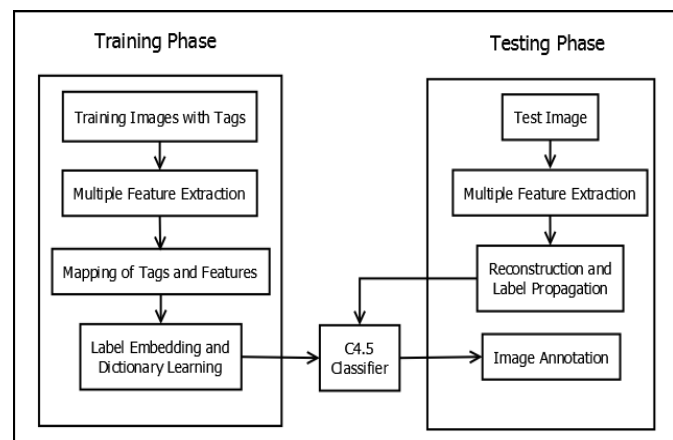 Training Phase
Training Images with Tags
Multiple Feature Extraction
Mapping of Tags and Features
Label Embedding and
Dictionary Learning
C4.5
Classifier
Testing Phase
Test Image
Multiple Feature Extraction
Reconstruction and
Label Propagation
Image Annotation